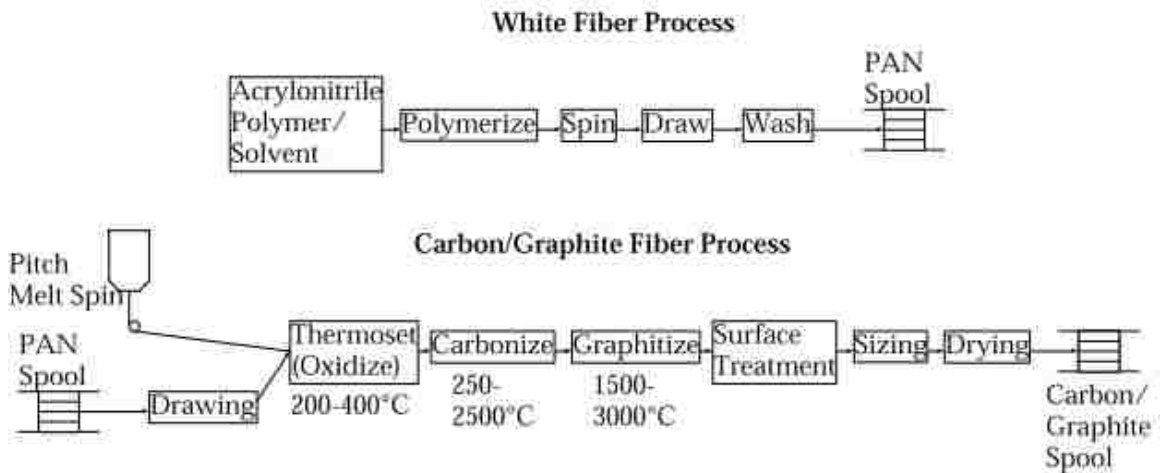 White Fiber Process
Acrylonitrile
Polymer/
Solvent
Polymerize
Spin
Draw
Wash
PAN
Spool
Carbon/Graphite Fiber Process
Pitch
Melt Spin
PAN
Spool
Drawing
Thermoset
(Oxidize)
200-400°C
Carbonize
250-
2500°C
Graphitize
1500-
3000°C
Surface
Treatment
Sizing
Drying
Carbon/
Graphite
Spool